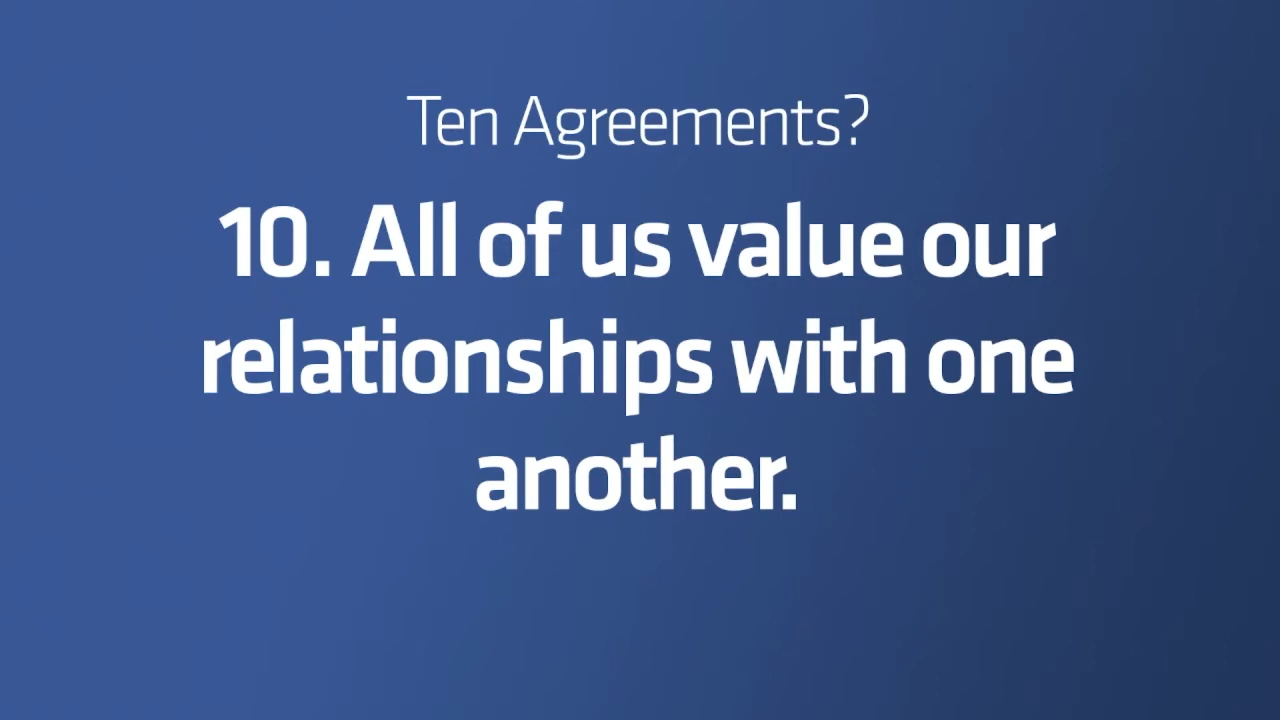 Ten Agreements?
10. All of us value our
relationships with one
another.